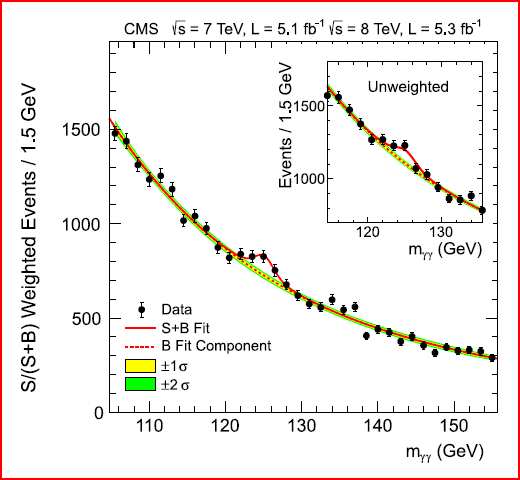 CMS √s = 7 TeV, L = 5.1 fb⁻¹ √s = 8 TeV, L = 5.3 fb⁻¹
S/(S+B) Weighted Events / 1.5 GeV
1500
1000
500
0
110 120 130 140 150
mγγ (GeV)
Data
S+B Fit
B Fit Component
±1σ
±2 σ
Unweighted
Events / 1.5 GeV
1500
1000
120 130
mγγ (GeV)